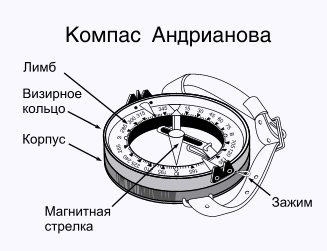 Компас Андрианова
Лимб
Визирное
кольцо
Корпус
Магнитная
стрелка
Зажим